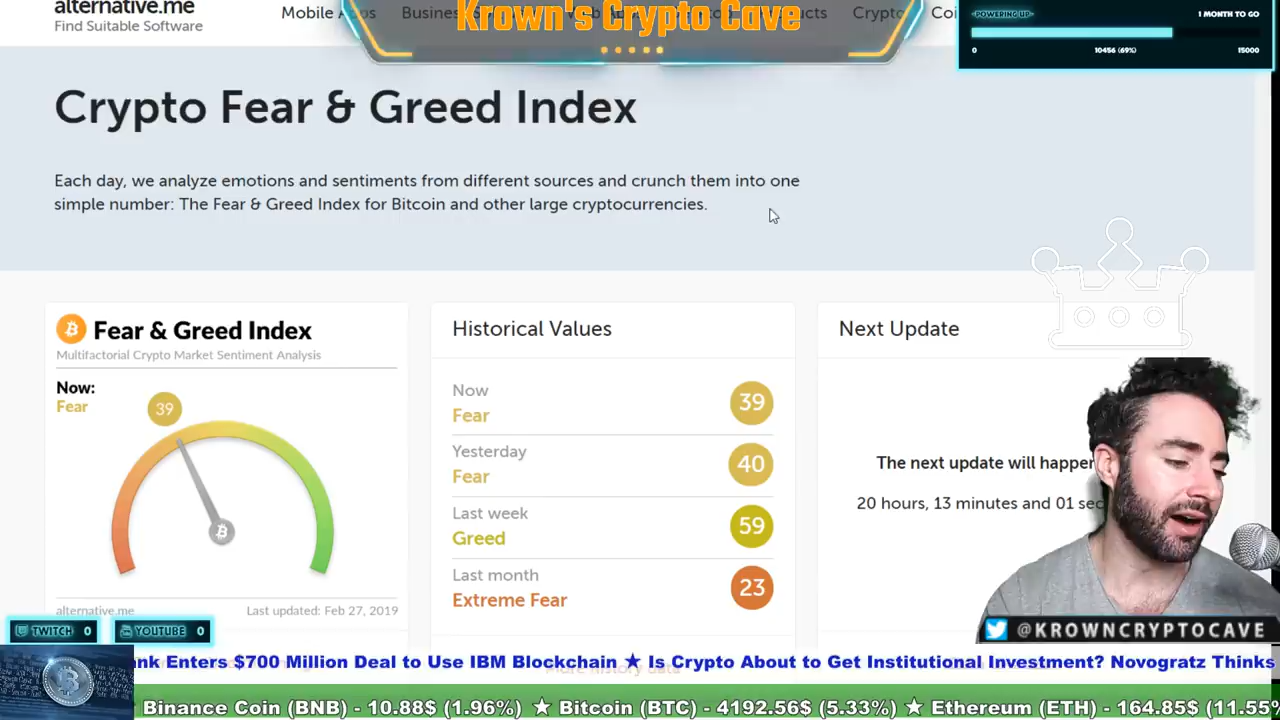 alternative.me
Find Suitable Software
Mobile Apps
Krown's Crypto Cave
POWERING UP
1 MONTH TO GO
0
10456 (69%)
15000
Crypto Fear & Greed Index
Each day, we analyze emotions and sentiments from different sources and crunch them into one
simple number: The Fear & Greed Index for Bitcoin and other large cryptocurrencies.
Fear & Greed Index
Multifactorial Crypto Market Sentiment Analysis
Now:
Fear
39
alternative.me
Last updated: Feb 27, 2019
Historical Values
Now
Fear
39
Yesterday
Fear
40
Last week
Greed
59
Last month
Extreme Fear
23
Next Update
The next update will happen
20 hours, 13 minutes and 01 sec
TWITCH 0
YOUTUBE 0
@KROWNCRYPTOCAVE
ank Enters $700 Million Deal to Use IBM Blockchain ★ Is Crypto About to Get Institutional Investment? Novogratz Thinks
Binance Coin (BNB) - 10.88$ (1.96%) ★ Bitcoin (BTC) - 4192.56$ (5.33%) ★ Ethereum (ETH) - 164.85$ (11.55%